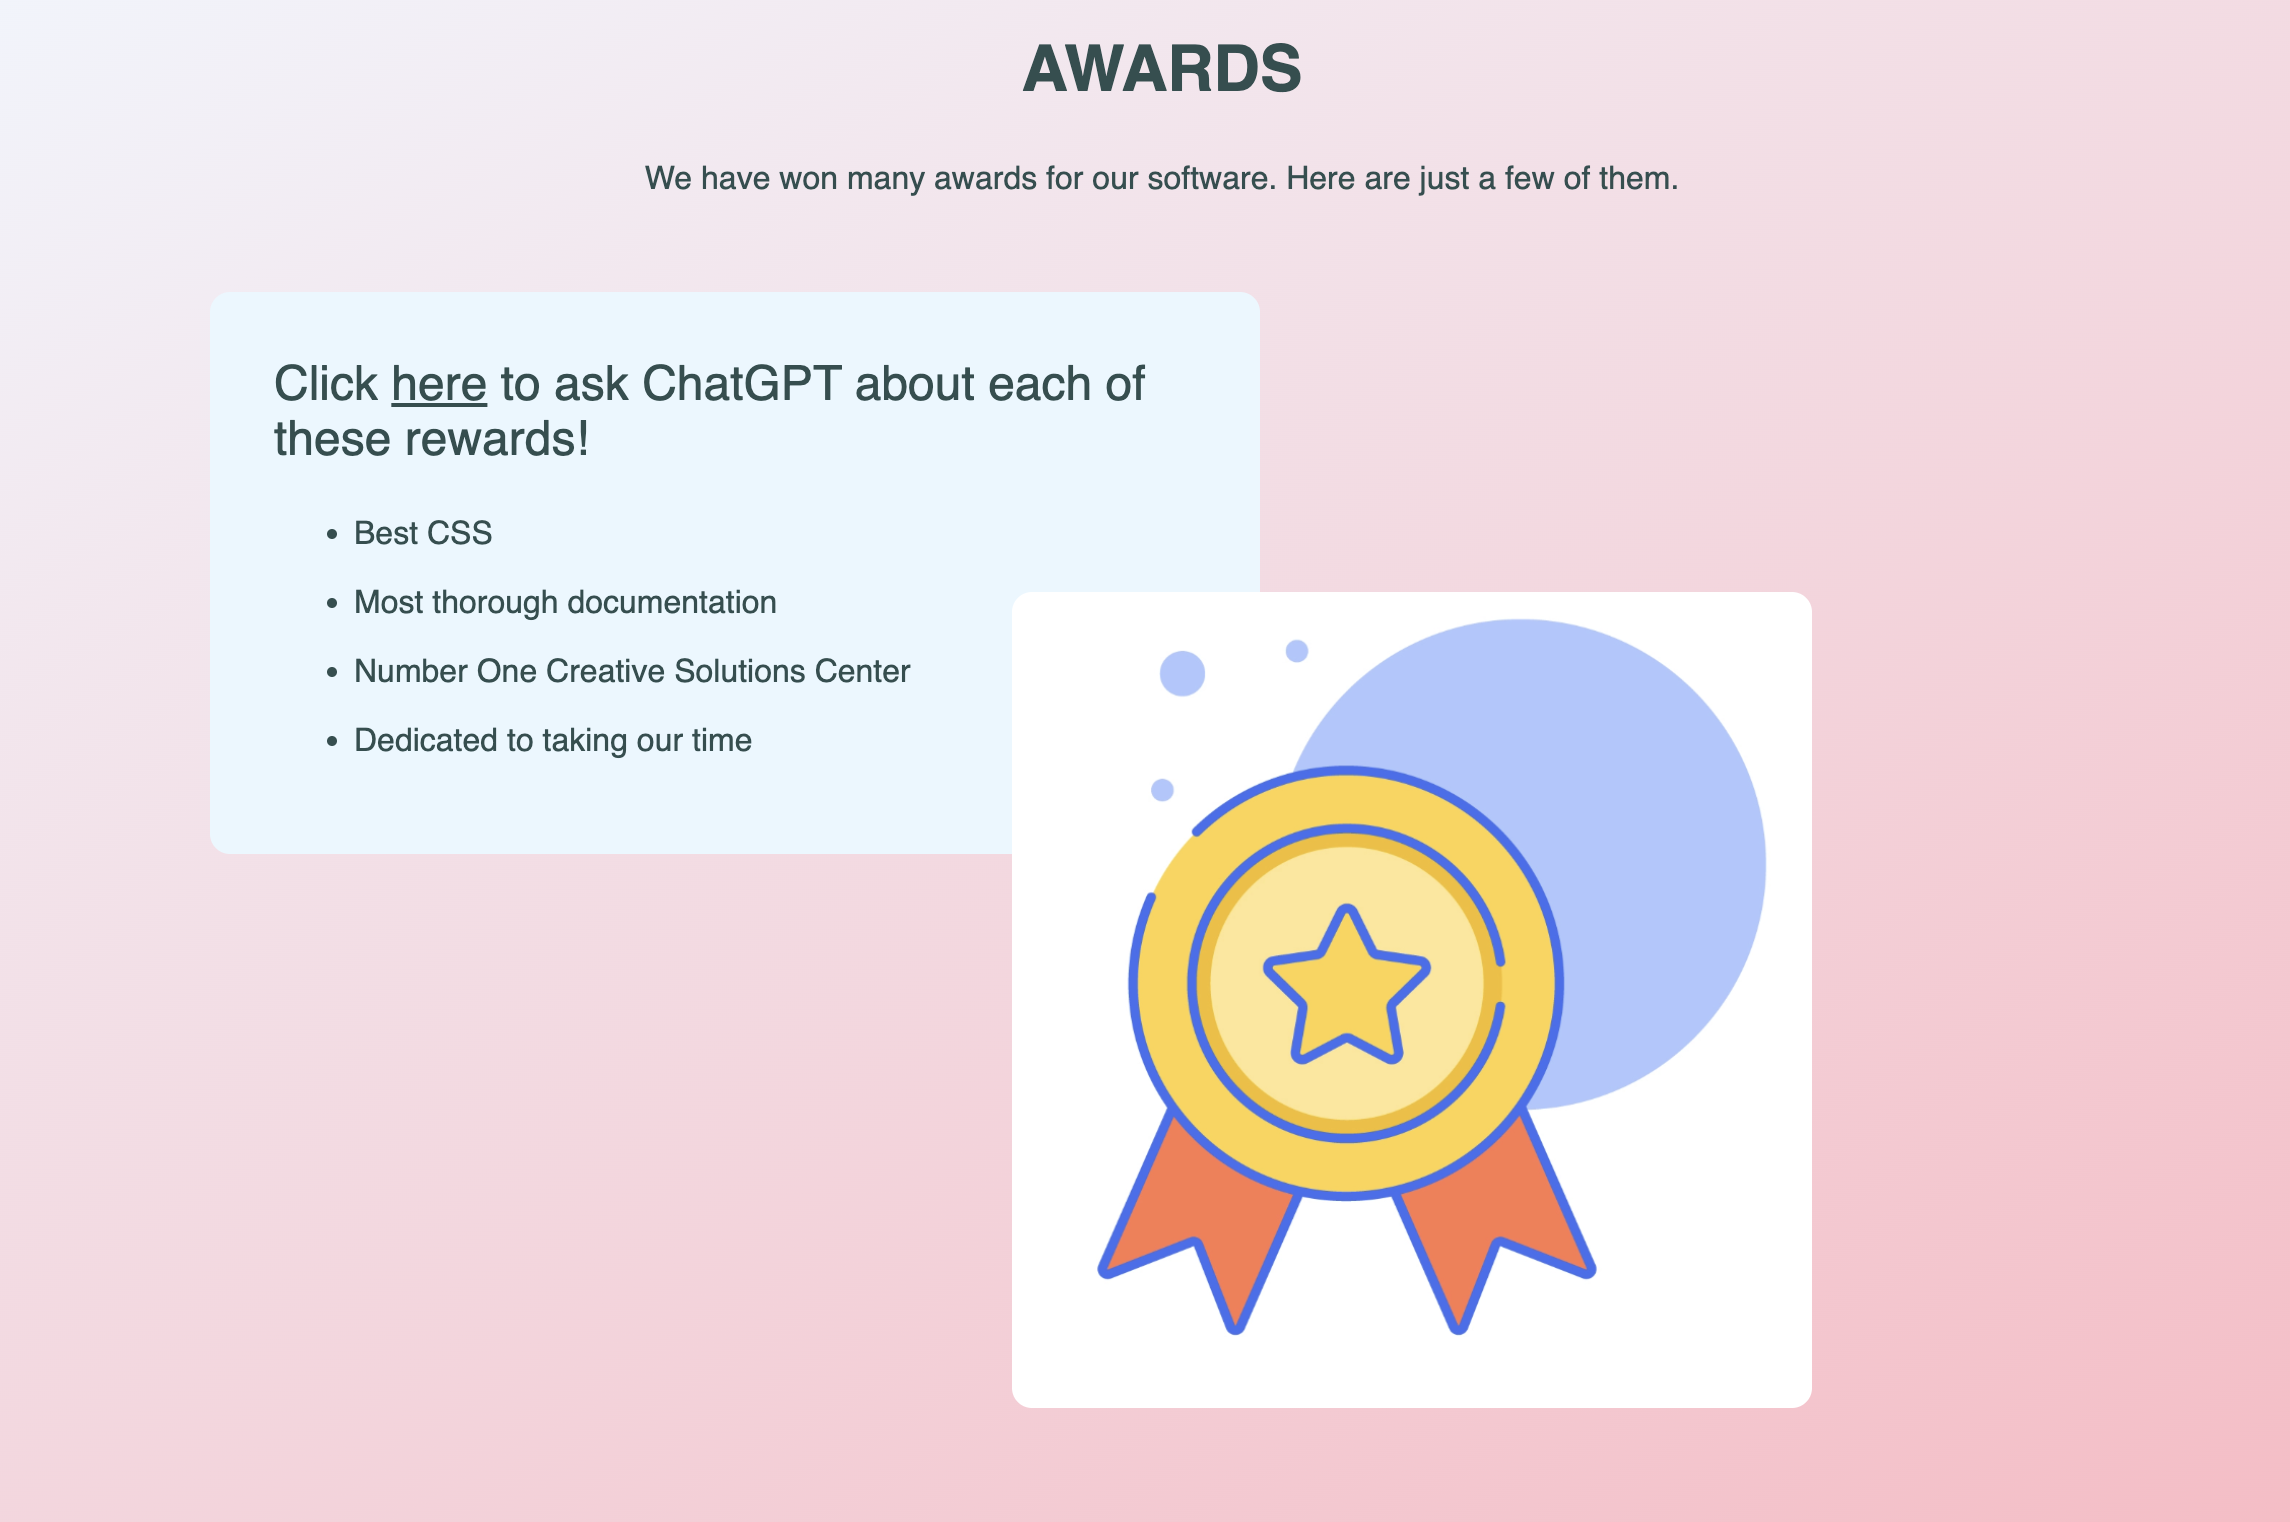 AWARDS
We have won many awards for our software. Here are just a few of them.
Click here to ask ChatGPT about each of
these rewards!
• Best CSS
• Most thorough documentation
• Number One Creative Solutions Center
• Dedicated to taking our time